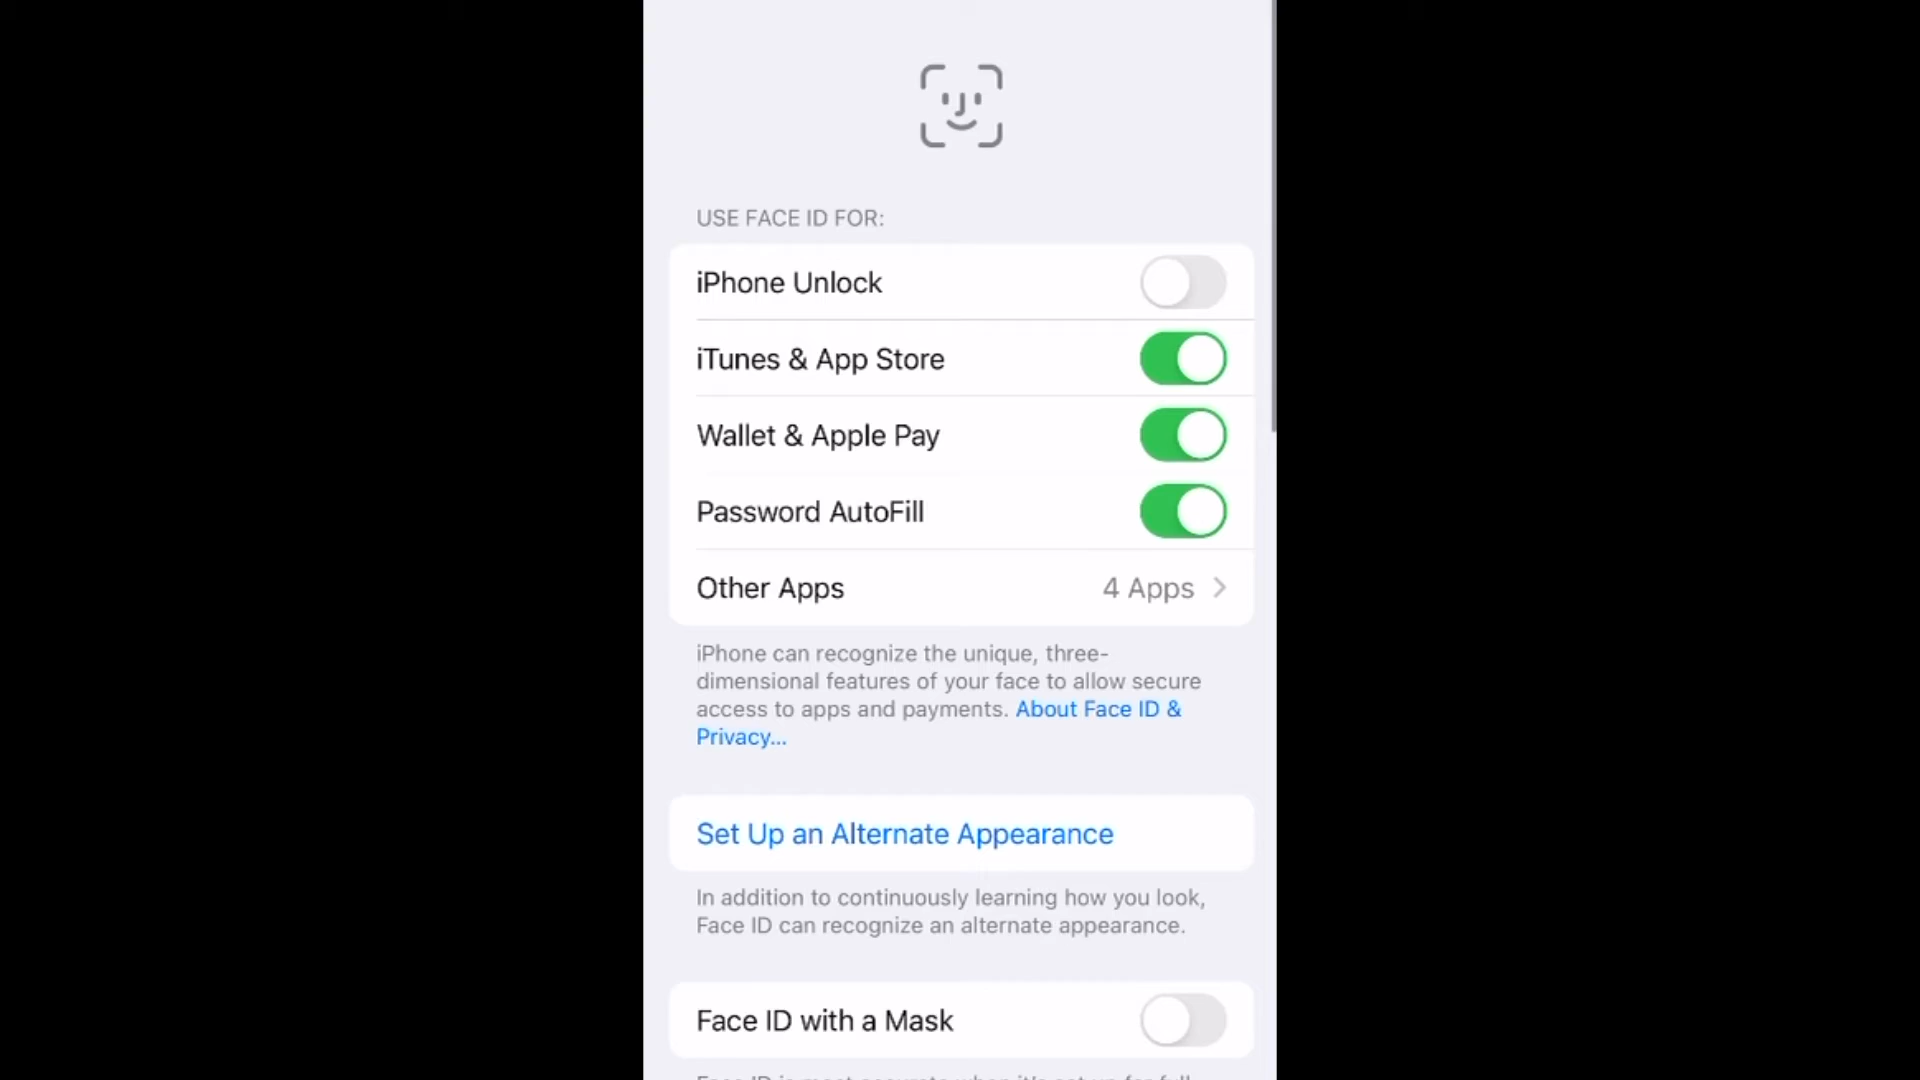 USE FACE ID FOR:
iPhone Unlock
iTunes & App Store
Wallet & Apple Pay
Password AutoFill
Other Apps 4 Apps
iPhone can recognize the unique, three-
dimensional features of your face to allow secure
access to apps and payments. About Face ID &
Privacy...
Set Up an Alternate Appearance
In addition to continuously learning how you look,
Face ID can recognize an alternate appearance.
Face ID with a Mask